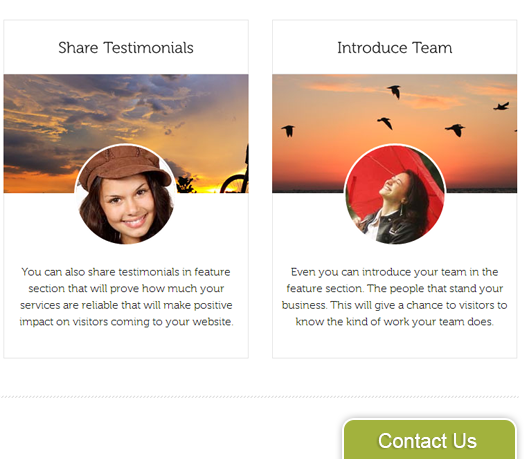 Share Testimonials
You can also share testimonials in feature
section that will prove how much your
services are reliable that will make positive
impact on visitors coming to your website.
Introduce Team
Even you can introduce your team in the
feature section. The people that stand your
business. This will give a chance to visitors to
know the kind of work your team does.
Contact Us